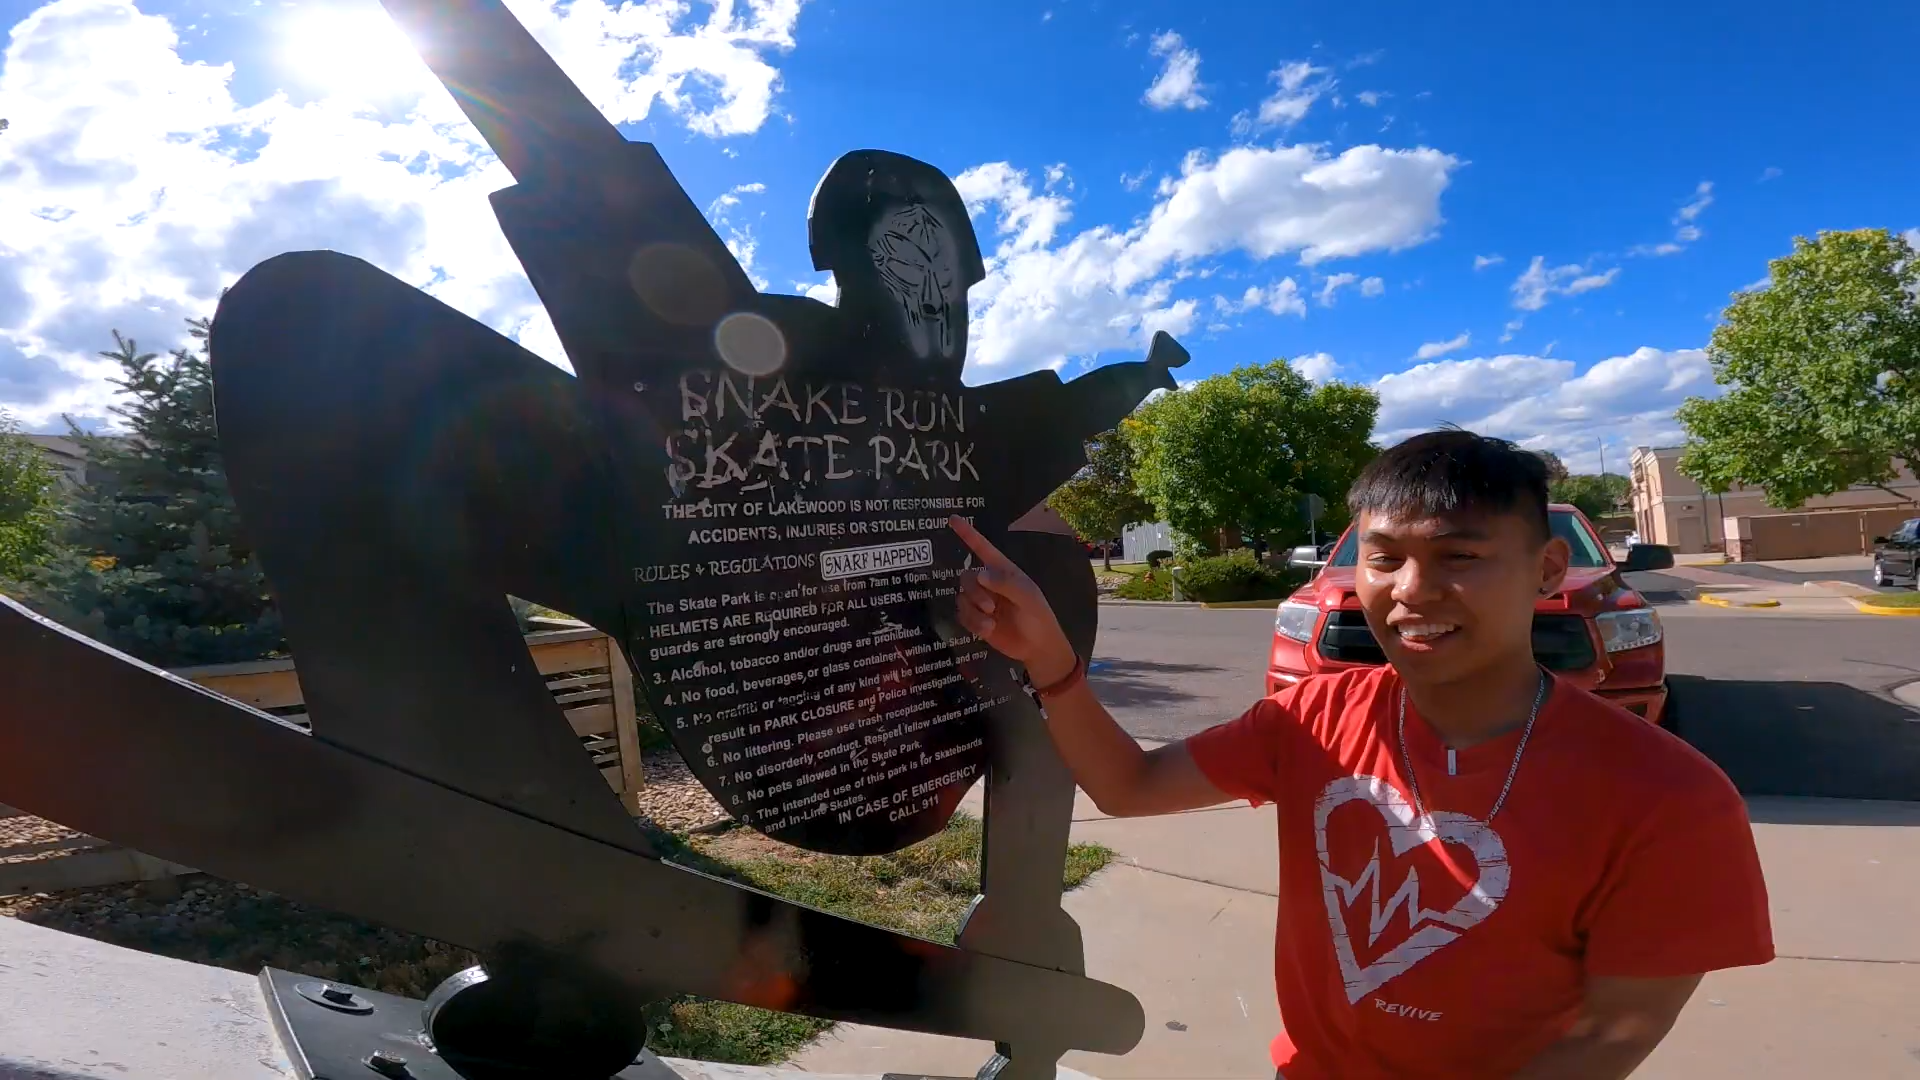 SNAKE RUN
SKATE PARK
THE CITY OF LAKEWOOD IS NOT RESPONSIBLE FOR
ACCIDENTS, INJURIES OR STOLEN EQUIPMENT
RULES & REGULATIONS SNARF HAPPENS
The Skate Park is open for use from 7am to 10pm. Night
HELMETS ARE REQUIRED FOR ALL USERS. Wrist, knee,
guards are strongly encouraged.
3. Alcohol, tobacco and/or drugs are prohibited.
4. No food, beverages, or glass containers within the Skate
5. No graffiti or tagging of any kind will be tolerated, and may
result in PARK CLOSURE and Police investigation.
6. No littering. Please use trash receptacles.
7. No disorderly conduct. Respect fellow skaters and park
8. No pets allowed in the Skate Park.
9. The intended use of this park is for Skateboards
and In-Line Skates.
IN CASE OF EMERGENCY
CALL 911
REVIVE